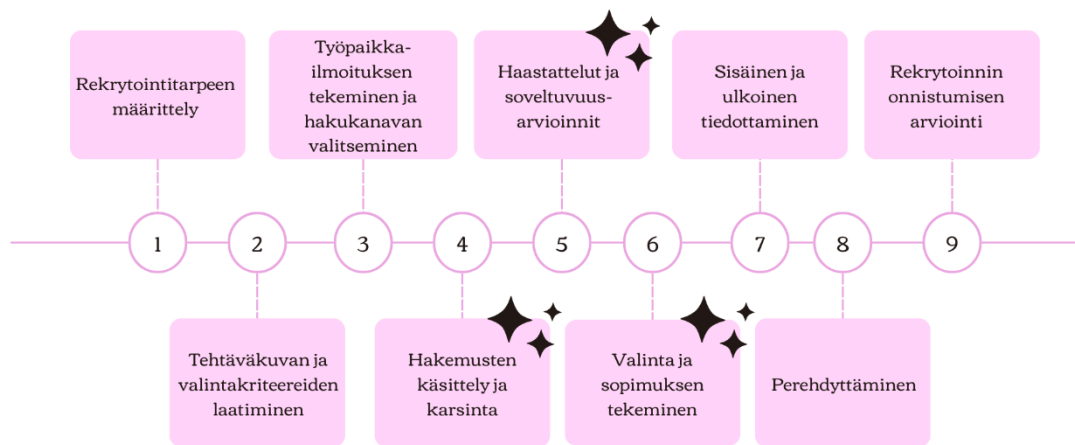 Rekrytointitarpeen
määrittely
Työpaikka-
ilmoituksen
tekeminen ja
hakukanavan
valitseminen
Haastattelut ja
soveltuvuus-
arvioinnit
Sisäinen ja
ulkoinen
tiedottaminen
Rekrytoinnin
onnistumisen
arviointi
1
2
3
4
5
6
7
8
9
Tehtäväkuvan ja
valintakriteereiden
laatiminen
Hakemusten
käsittely ja
karsinta
Valinta ja
sopimuksen
tekeminen
Perehdyttäminen